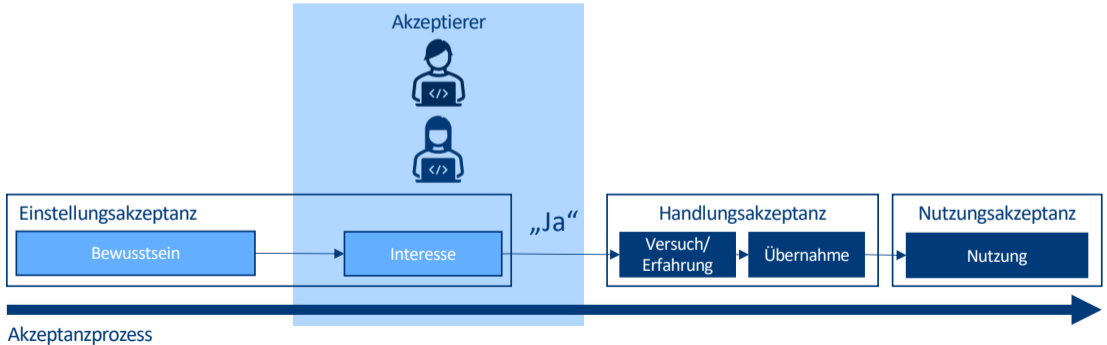 Akzeptierer
</>
</>
Einstellungsakzeptanz
Bewusstsein
Interesse
„Ja“
Handlungsakzeptanz
Versuch/
Erfahrung
Übernahme
Nutzungsakzeptanz
Nutzung
Akzeptanzprozess